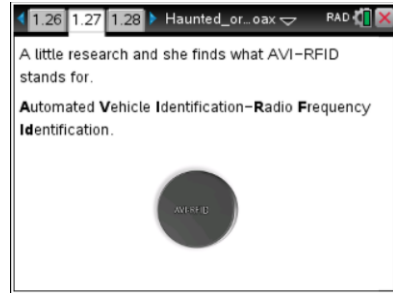 1.26 1.27 1.28 Haunted_or…oax RAD
A little research and she finds what AVI-RFID
stands for.
Automated Vehicle Identification-Radio Frequency
Identification.
AVI-RFID